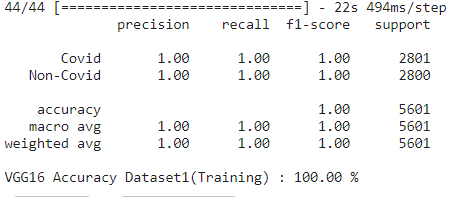 44/44 [==============================] - 22s 494ms/step
precision recall f1-score support
Covid 1.00 1.00 1.00 2801
Non-Covid 1.00 1.00 1.00 2800
accuracy 1.00 5601
macro avg 1.00 1.00 1.00 5601
weighted avg 1.00 1.00 1.00 5601
VGG16 Accuracy Dataset1(Training) : 100.00 %